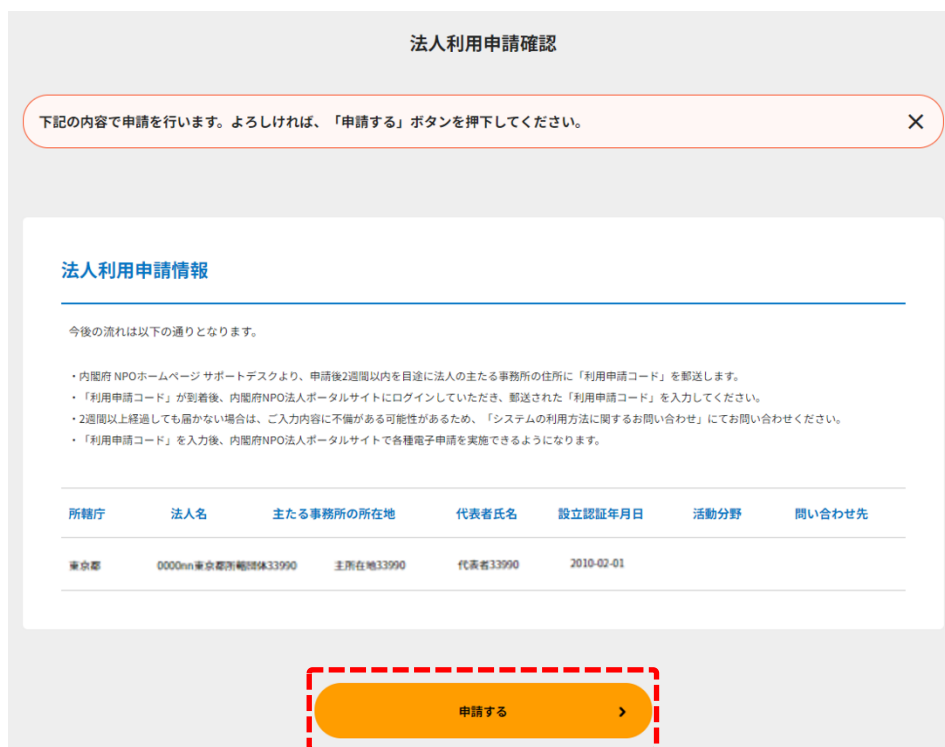 法人利用申請確認
下記の内容で申請を行います。よろしければ、「申請する」ボタンを押下してください。
法人利用申請情報
今後の流れは以下の通りとなります。
・内閣府 NPOホームページ サポートデスクより、申請後2週間以内を目途に法人の主たる事務所の住所に「利用申請コード」を郵送します。
・「利用申請コード」が到着後、内閣府NPO法人ポータルサイトにログインしていただき、郵送された「利用申請コード」を入力してください。
・2週間以上経過しても届かない場合は、ご入力内容に不備がある可能性があるため、「システムの利用方法に関するお問い合わせ」にてお問い合わせください。
・「利用申請コード」を入力後、内閣府NPO法人ポータルサイトで各種電子申請を実施できるようになります。
所轄庁 法人名 主たる事務所の所在地 代表者氏名 設立認証年月日 活動分野 問い合わせ先
東京都 0000nn東京都所轄団体33990 主所在地33990 代表者33990 2010-02-01
申請する